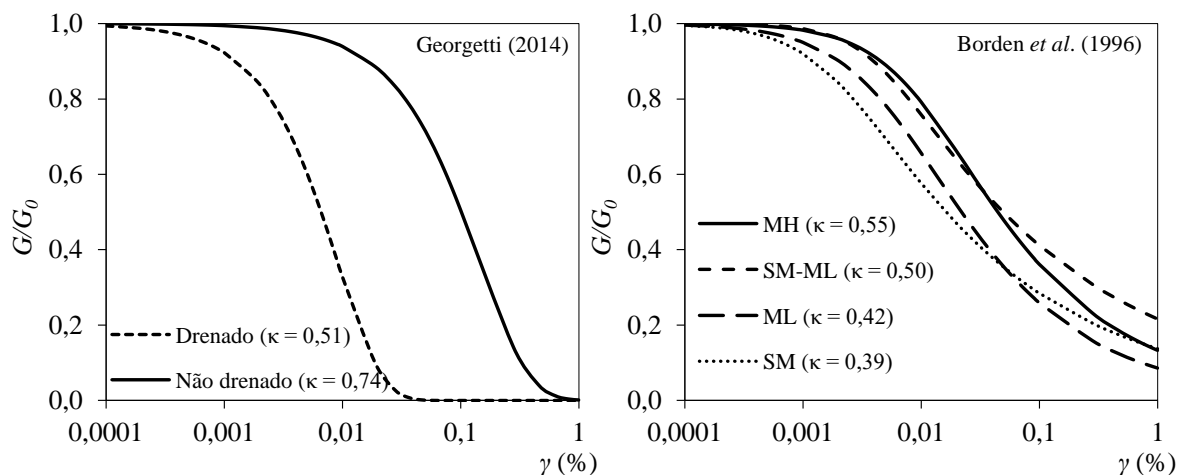 Georgetti (2014)
1,0
0,8
0,6
0,4
0,2
0,0
G/G0
Drenado (κ = 0,51)
Não drenado (κ = 0,74)
0,0001 0,001 0,01 0,1 1
γ (%)
Borden et al. (1996)
1,0
0,8
0,6
0,4
0,2
0,0
G/G0
MH (κ = 0,55)
SM-ML (κ = 0,50)
ML (κ = 0,42)
SM (κ = 0,39)
0,0001 0,001 0,01 0,1 1
γ (%)